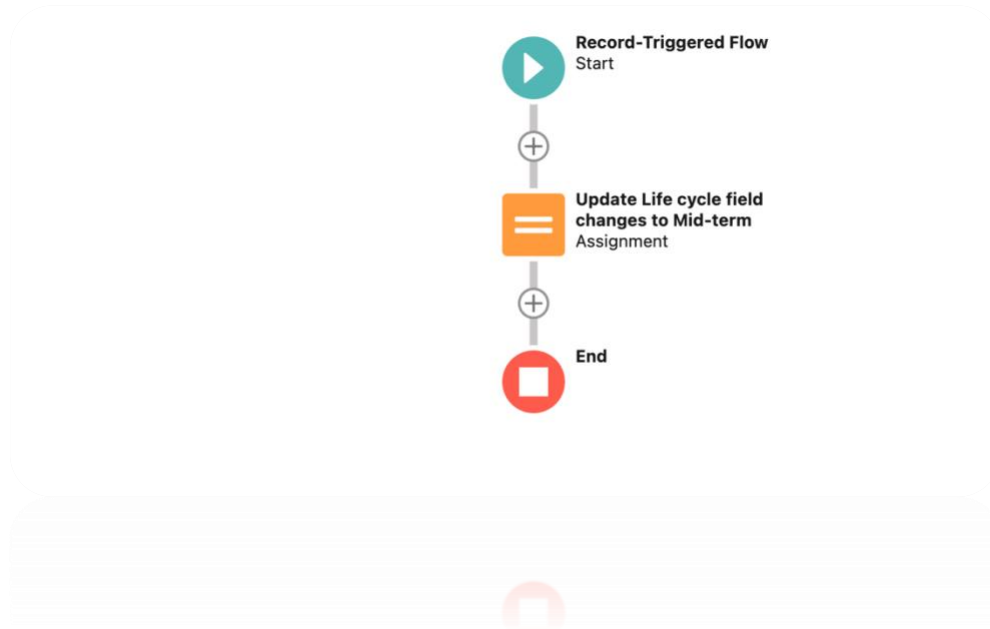 Record-Triggered Flow
Start
Update Life cycle field
changes to Mid-term
Assignment
End